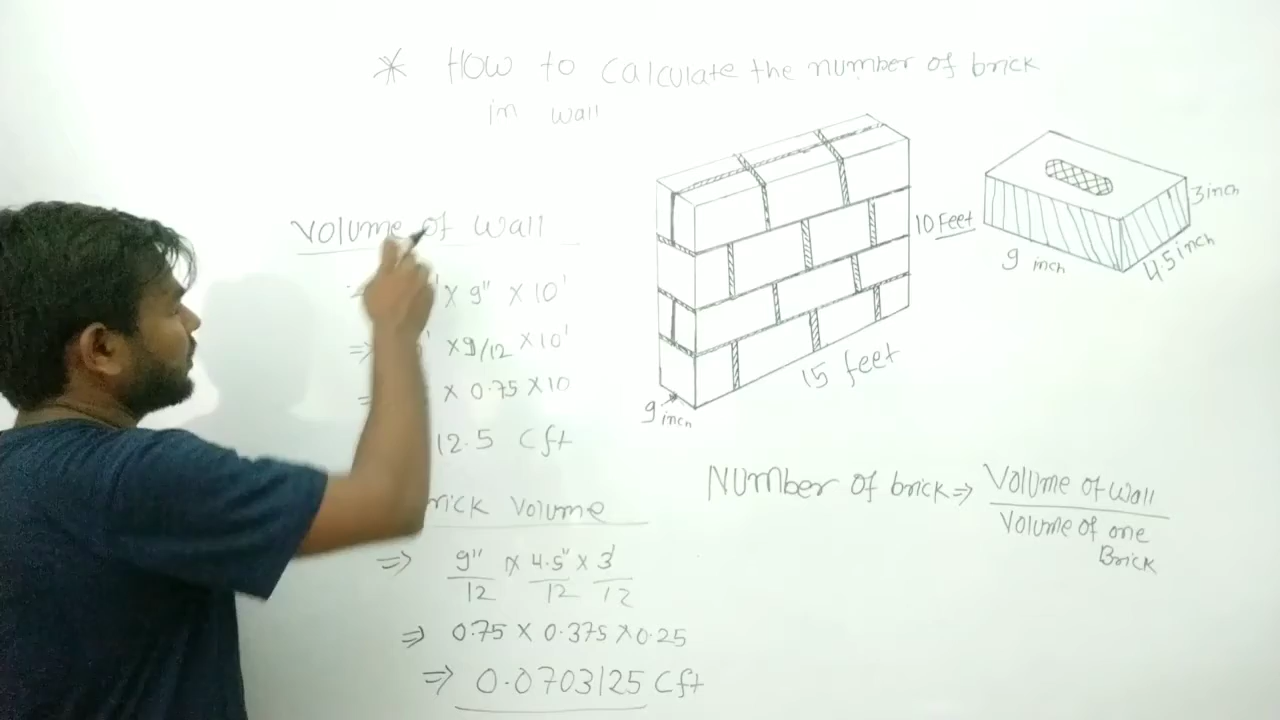 * How to calculate the number of brick
in wall
Volume of wall
' × 9" × 10'
⇒ ' × 9/12 × 10'
× 0.75 × 10
12.5 Cft
rick Volume
⇒ 9"/12 × 4.5"/12 × 3'/12
⇒ 0.75 × 0.375 × 0.25
⇒ 0.0703125 Cft
10 Feet
15 feet
9 inch
3 inch
9 inch
4.5 inch
Number of brick ⇒ Volume of wall
Volume of one
Brick